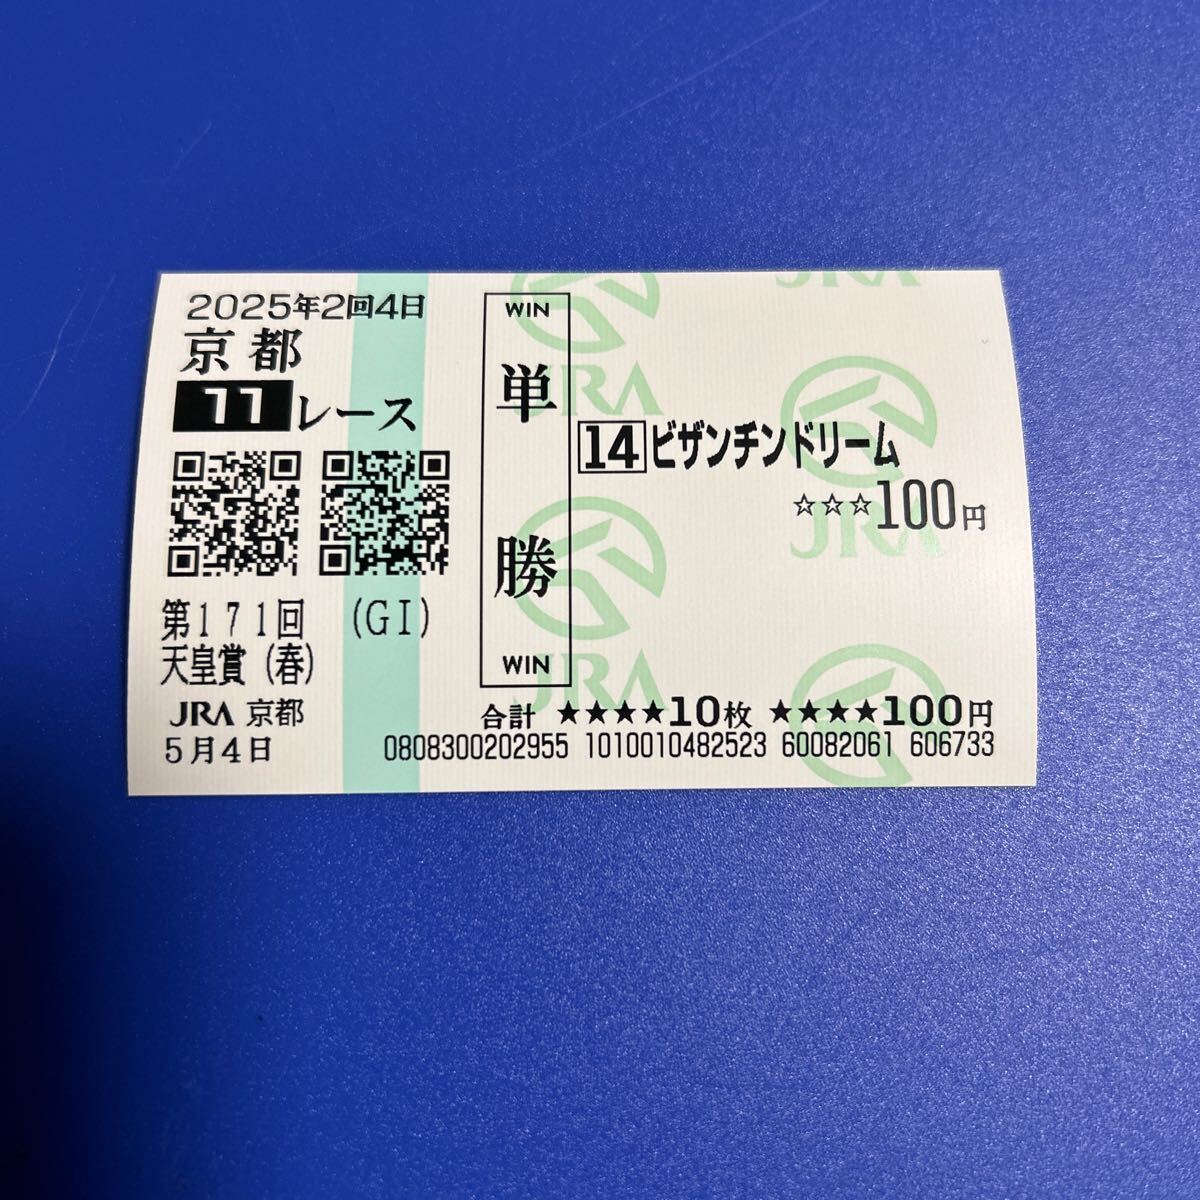 2025年2回4日
京都
11レース
第171回 (GI)
天皇賞(春)
JRA 京都
5月4日
WIN
単勝
WIN
14 ビザンチンドリーム
☆☆☆100円
合計 ★★★★10枚 ★★★★100円
0808300202955 1010010482523 60082061 606733
JRA
JRA
JRA
JRA